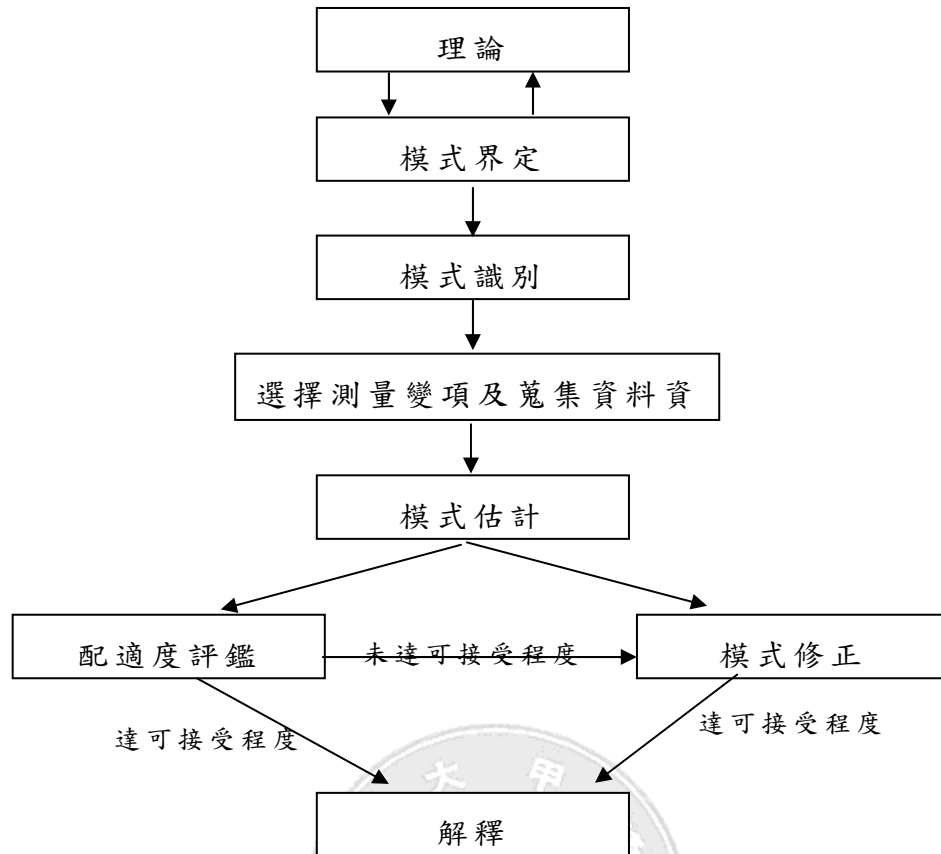 理論
模式界定
模式識別
選擇測量變項及蒐集資料資
模式估計
配適度評鑑
未達可接受程度
模式修正
達可接受程度
達可接受程度
大 甲
解釋